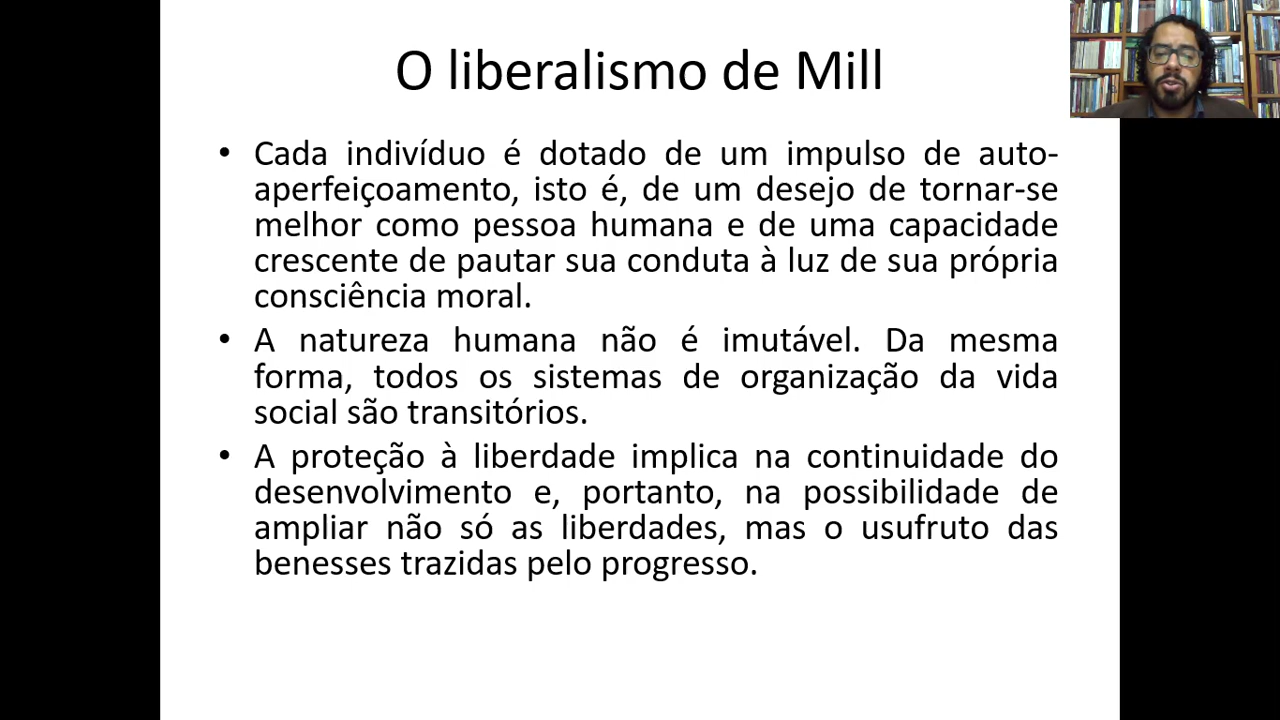 O liberalismo de Mill
• Cada indivíduo é dotado de um impulso de auto-
aperfeiçoamento, isto é, de um desejo de tornar-se
melhor como pessoa humana e de uma capacidade
crescente de pautar sua conduta à luz de sua própria
consciência moral.
• A natureza humana não é imutável. Da mesma
forma, todos os sistemas de organização da vida
social são transitórios.
• A proteção à liberdade implica na continuidade do
desenvolvimento e, portanto, na possibilidade de
ampliar não só as liberdades, mas o usufruto das
benesses trazidas pelo progresso.